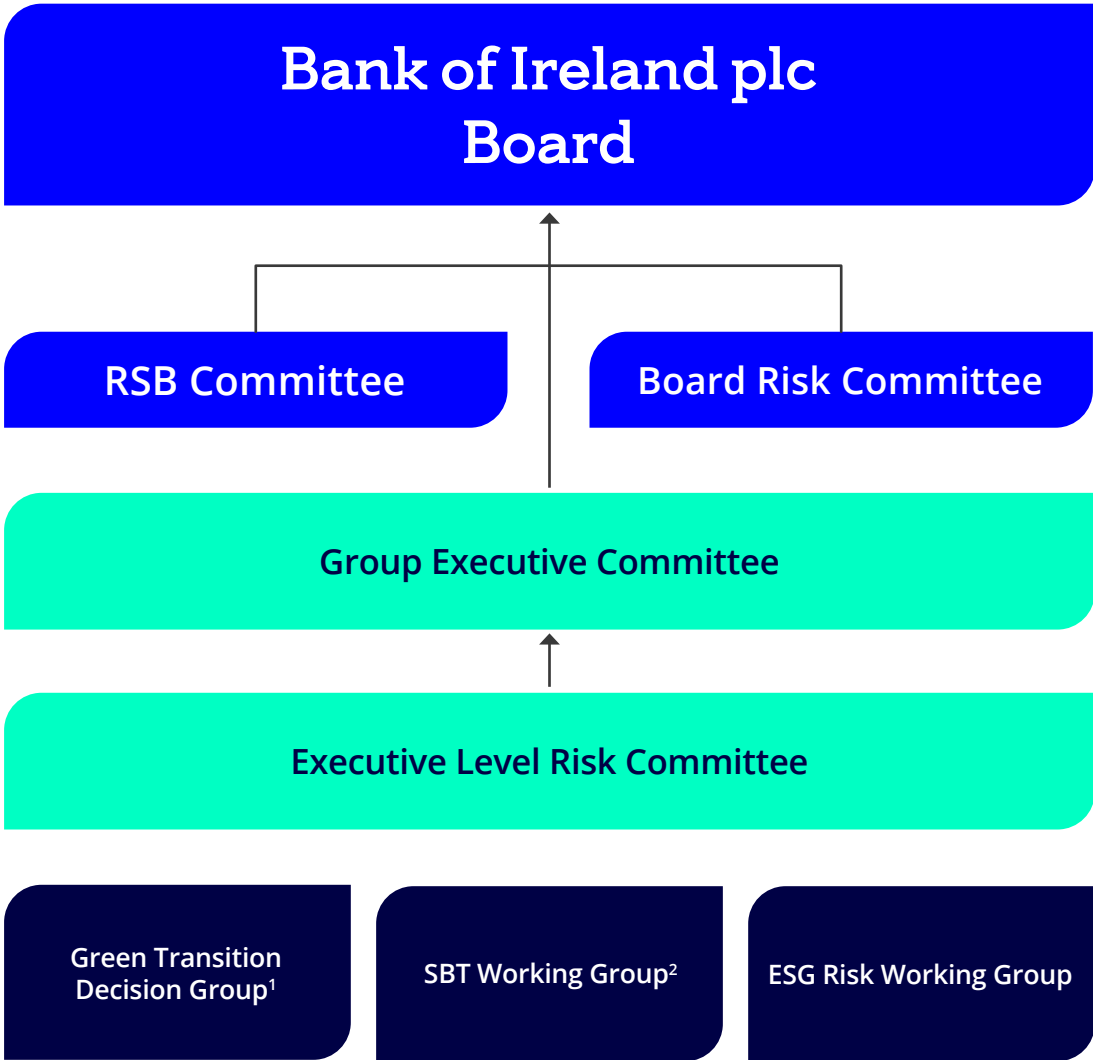 Bank of Ireland plc
Board
RSB Committee
Board Risk Committee
Group Executive Committee
Executive Level Risk Committee
Green Transition
Decision Group¹
SBT Working Group²
ESG Risk Working Group